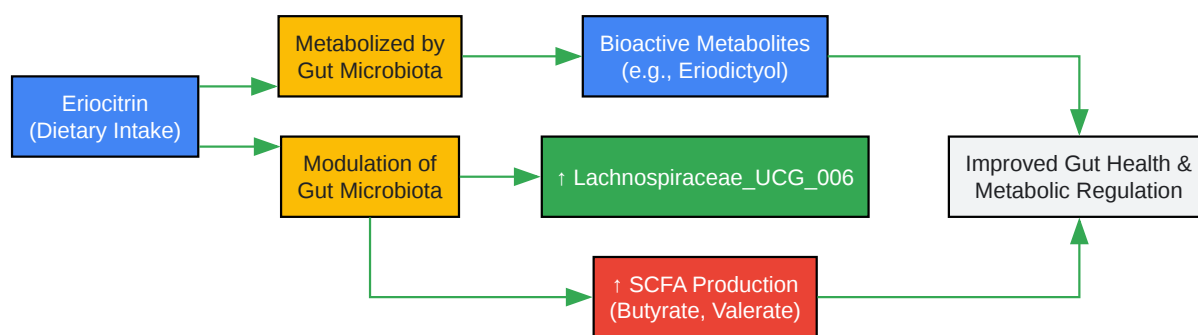 Metabolized by
Gut Microbiota
Bioactive Metabolites
(e.g., Eriodictyol)
Eriocitrin
(Dietary Intake)
Modulation of
Gut Microbiota
↑ Lachnospiraceae_UCG_006
Improved Gut Health &
Metabolic Regulation
↑ SCFA Production
(Butyrate, Valerate)